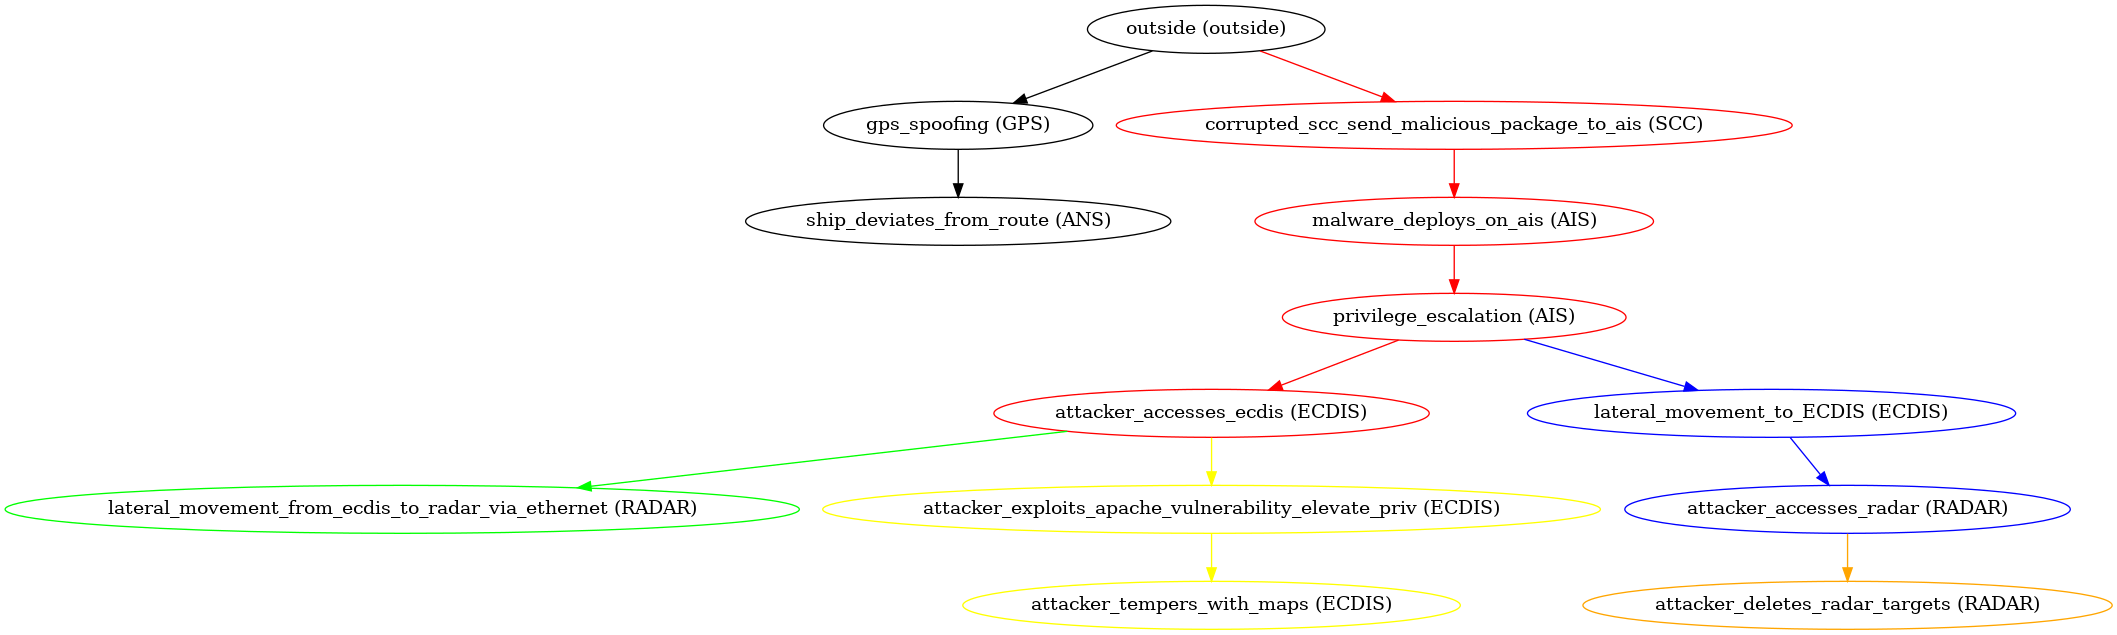 outside (outside)
gps_spoofing (GPS)
corrupted_scc_send_malicious_package_to_ais (SCC)
ship_deviates_from_route (ANS)
malware_deploys_on_ais (AIS)
privilege_escalation (AIS)
attacker_accesses_ecdis (ECDIS)
lateral_movement_to_ECDIS (ECDIS)
lateral_movement_from_ecdis_to_radar_via_ethernet (RADAR)
attacker_exploits_apache_vulnerability_elevate_priv (ECDIS)
attacker_accesses_radar (RADAR)
attacker_tempers_with_maps (ECDIS)
attacker_deletes_radar_targets (RADAR)